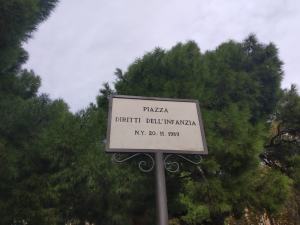 PIAZZA
DIRITTI DELL'INFANZIA
N.Y. 20.11.1989